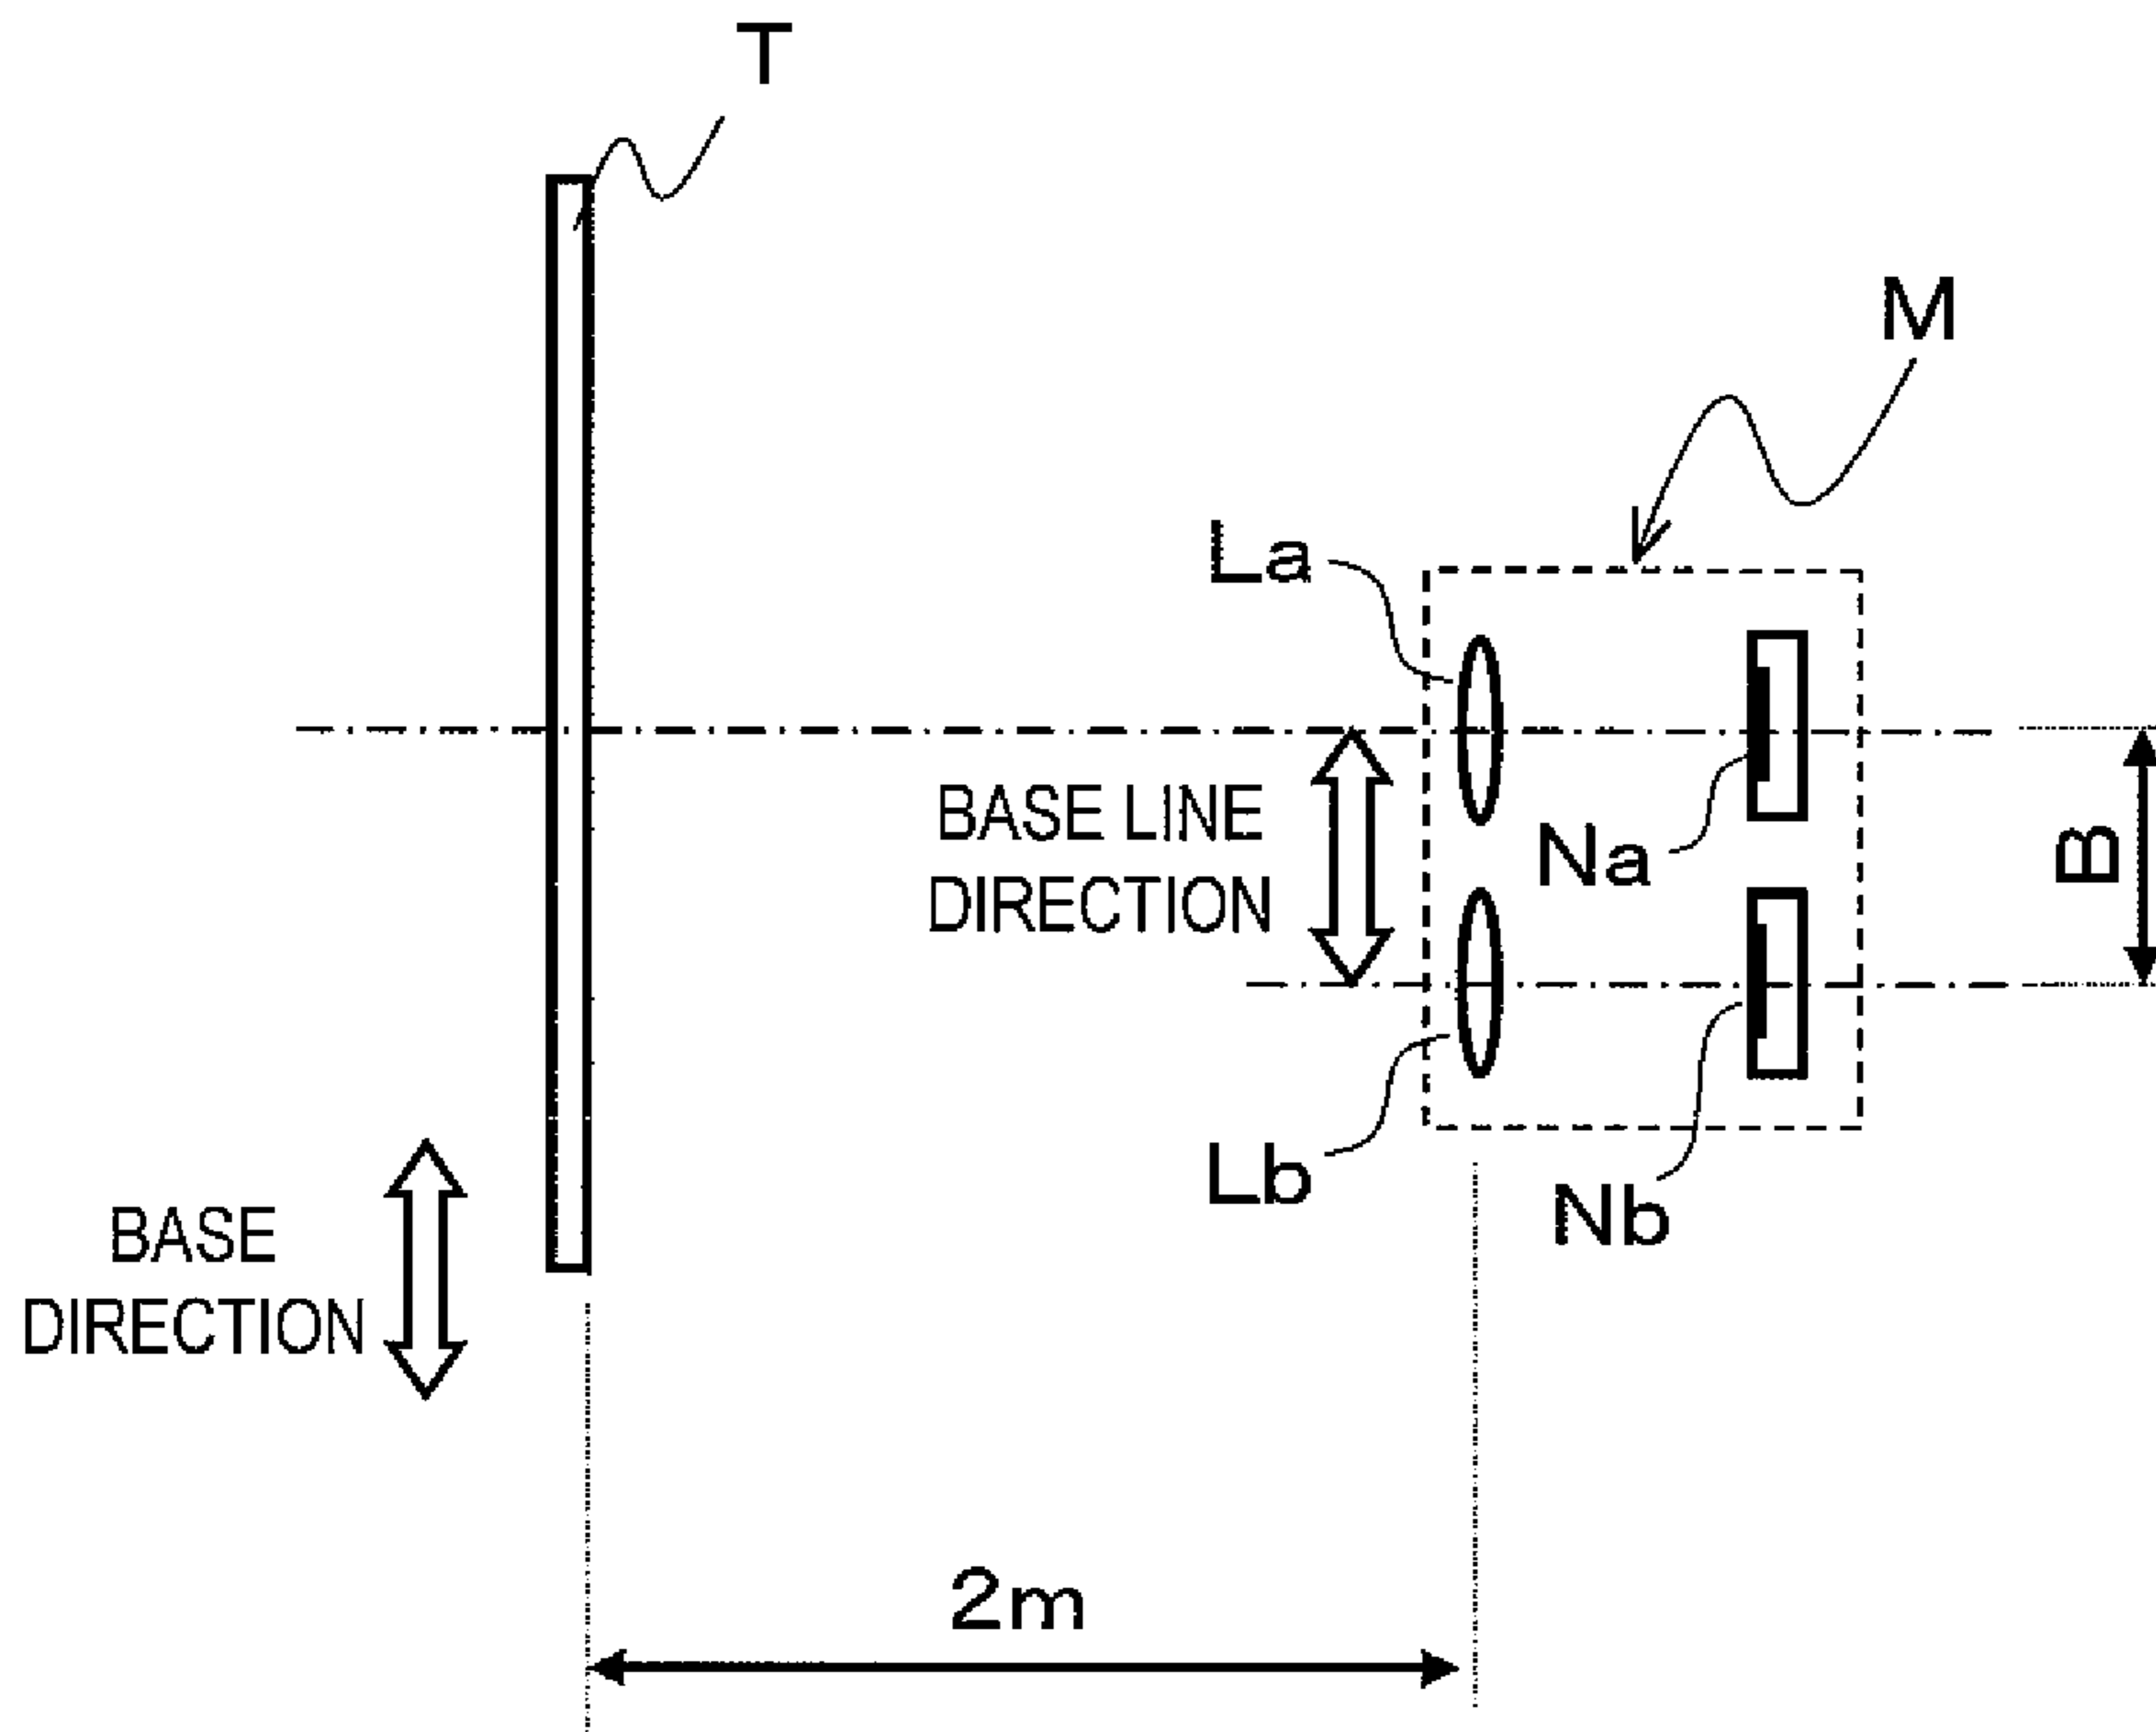 T
M
La
BASE LINE
DIRECTION
Na
B
Lb
Nb
BASE
DIRECTION
2m